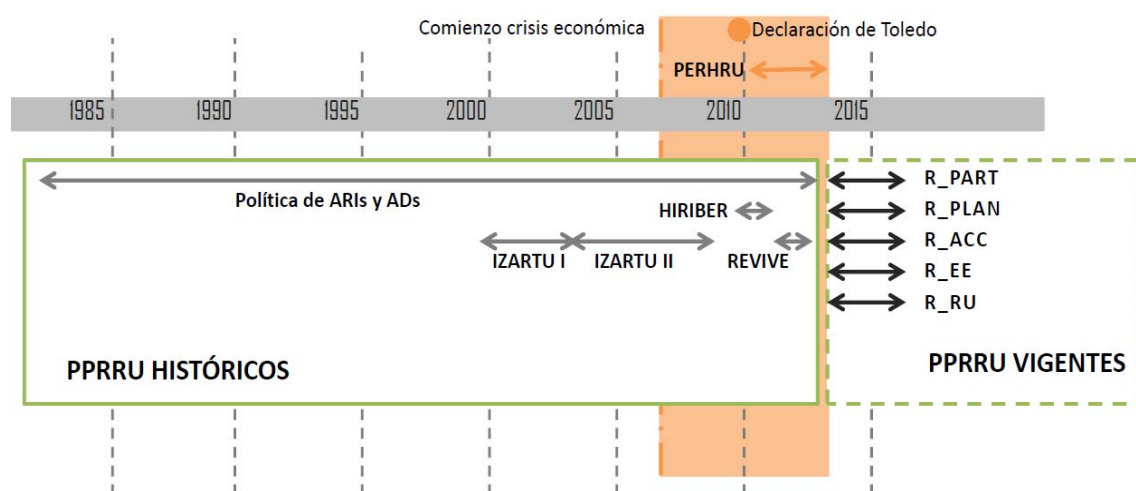 Comienzo crisis económica
Declaración de Toledo
PERHRU
1985 1990 1995 2000 2005 2010 2015
Política de ARIs y ADs
HIRIBER
IZARTU I
IZARTU II
REVIVE
R_PART
R_PLAN
R_ACC
R_EE
R_RU
PPRRU HISTÓRICOS
PPRRU VIGENTES